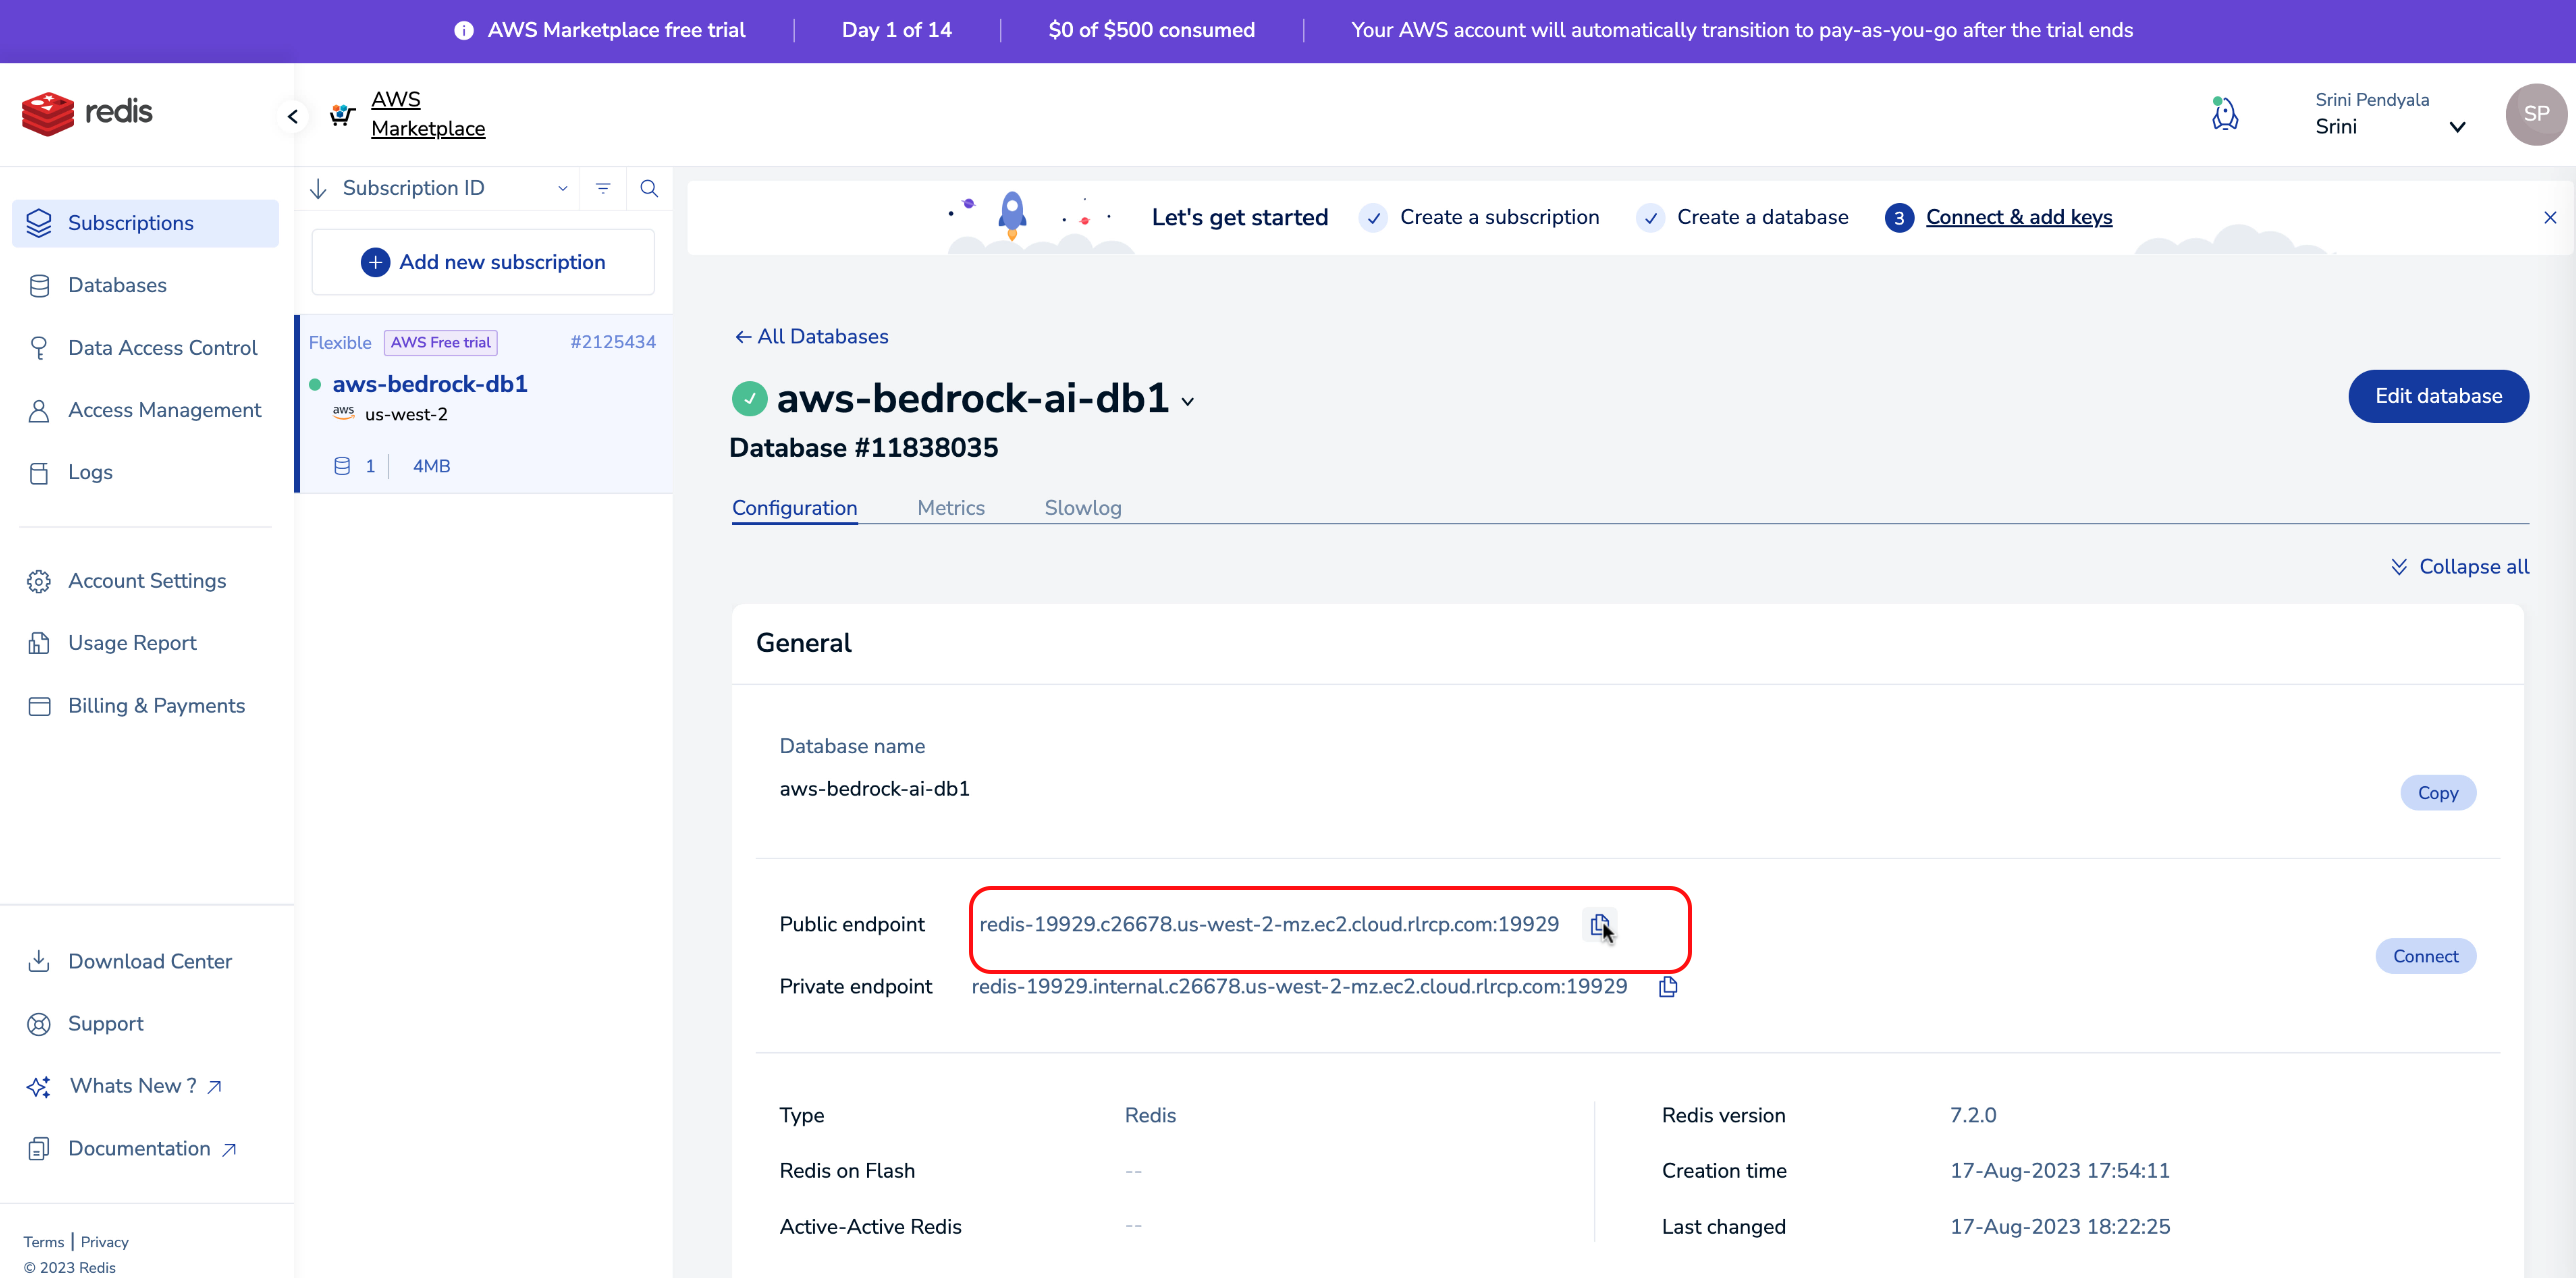 AWS Marketplace free trial
Day 1 of 14
$0 of $500 consumed
Your AWS account will automatically transition to pay-as-you-go after the trial ends
redis
AWS
Marketplace
Srini Pendyala
Srini
SP
Subscriptions
Databases
Data Access Control
Access Management
Logs
Account Settings
Usage Report
Billing & Payments
Download Center
Support
Whats New ?
Documentation
Terms | Privacy
© 2023 Redis
Subscription ID
Add new subscription
Flexible AWS Free trial #2125434
aws-bedrock-db1
aws us-west-2
1 4MB
Let's get started
Create a subscription
Create a database
3 Connect & add keys
All Databases
aws-bedrock-ai-db1
Edit database
Database #11838035
Configuration Metrics Slowlog
Collapse all
General
Database name
aws-bedrock-ai-db1
Copy
Public endpoint redis-19929.c26678.us-west-2-mz.ec2.cloud.rlrcp.com:19929
Connect
Private endpoint redis-19929.internal.c26678.us-west-2-mz.ec2.cloud.rlrcp.com:19929
Type Redis
Redis on Flash --
Active-Active Redis --
Redis version 7.2.0
Creation time 17-Aug-2023 17:54:11
Last changed 17-Aug-2023 18:22:25